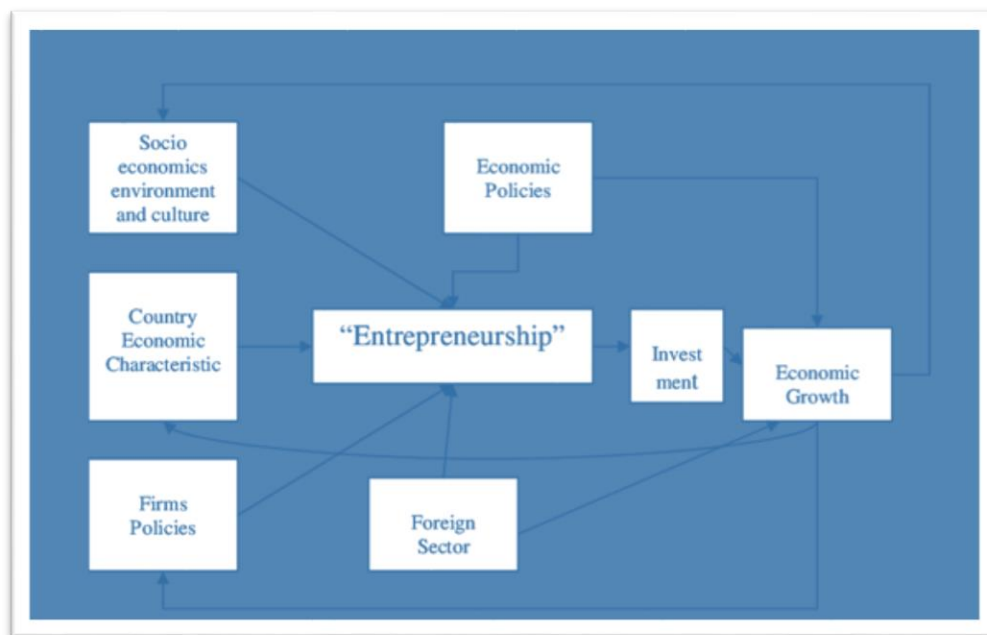 Socio
economics
environment
and culture
Economic
Policies
Country
Economic
Characteristic
“Entrepreneurship”
Invest
ment
Economic
Growth
Firms
Policies
Foreign
Sector